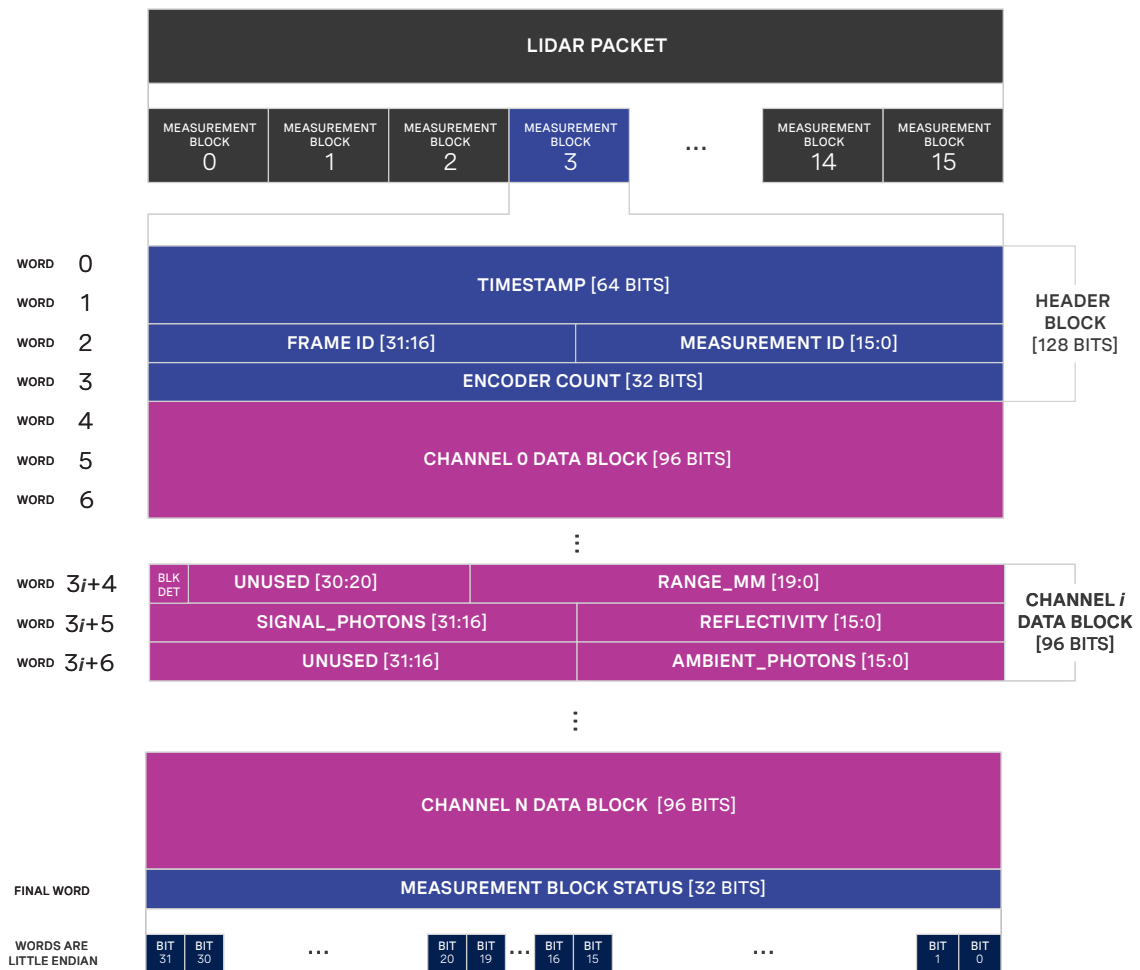 LIDAR PACKET
MEASUREMENT
BLOCK
0
MEASUREMENT
BLOCK
1
MEASUREMENT
BLOCK
2
MEASUREMENT
BLOCK
3
...
MEASUREMENT
BLOCK
14
MEASUREMENT
BLOCK
15
WORD 0
WORD 1
TIMESTAMP [64 BITS]
WORD 2
FRAME ID [31:16]
MEASUREMENT ID [15:0]
WORD 3
ENCODER COUNT [32 BITS]
HEADER
BLOCK
[128 BITS]
WORD 4
WORD 5
WORD 6
CHANNEL 0 DATA BLOCK [96 BITS]
...
WORD 3i+4
BLK
DET
UNUSED [30:20]
RANGE_MM [19:0]
WORD 3i+5
SIGNAL_PHOTONS [31:16]
REFLECTIVITY [15:0]
WORD 3i+6
UNUSED [31:16]
AMBIENT_PHOTONS [15:0]
CHANNEL i
DATA BLOCK
[96 BITS]
...
CHANNEL N DATA BLOCK [96 BITS]
FINAL WORD
MEASUREMENT BLOCK STATUS [32 BITS]
WORDS ARE
LITTLE ENDIAN
BIT
31
BIT
30
...
BIT
20
BIT
19
...
BIT
16
BIT
15
...
BIT
1
BIT
0